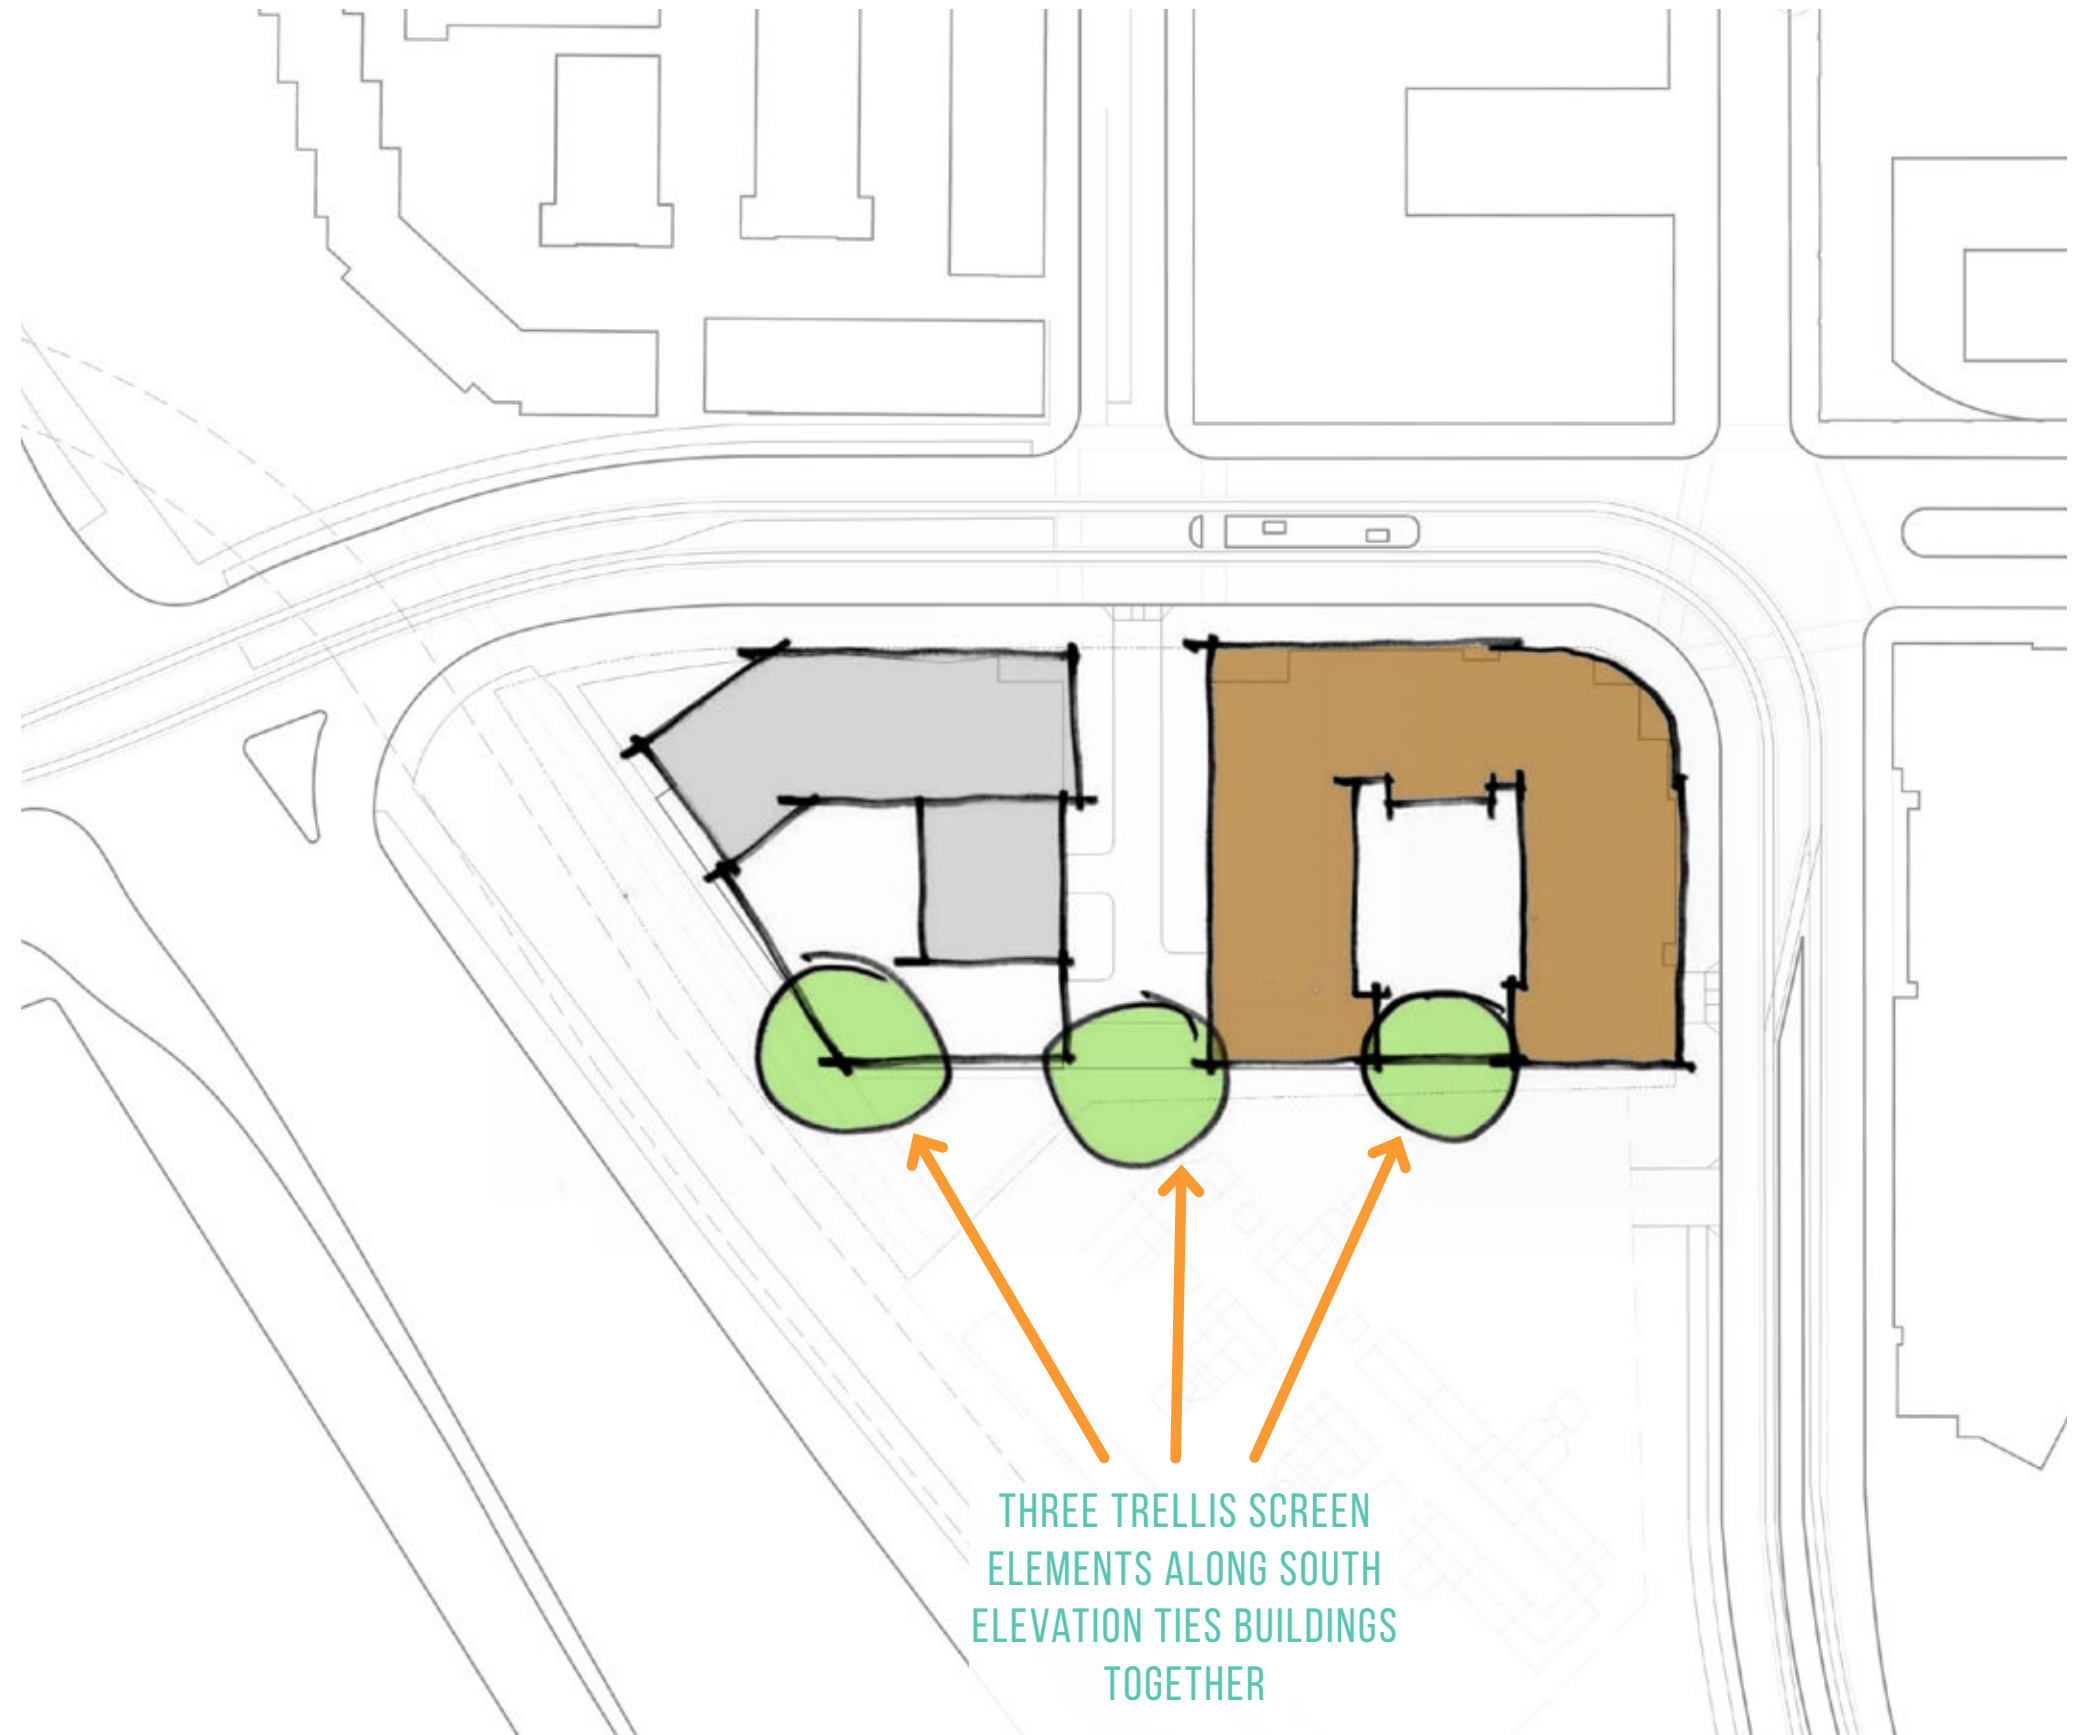 THREE TRELLIS SCREEN
ELEMENTS ALONG SOUTH
ELEVATION TIES BUILDINGS
TOGETHER